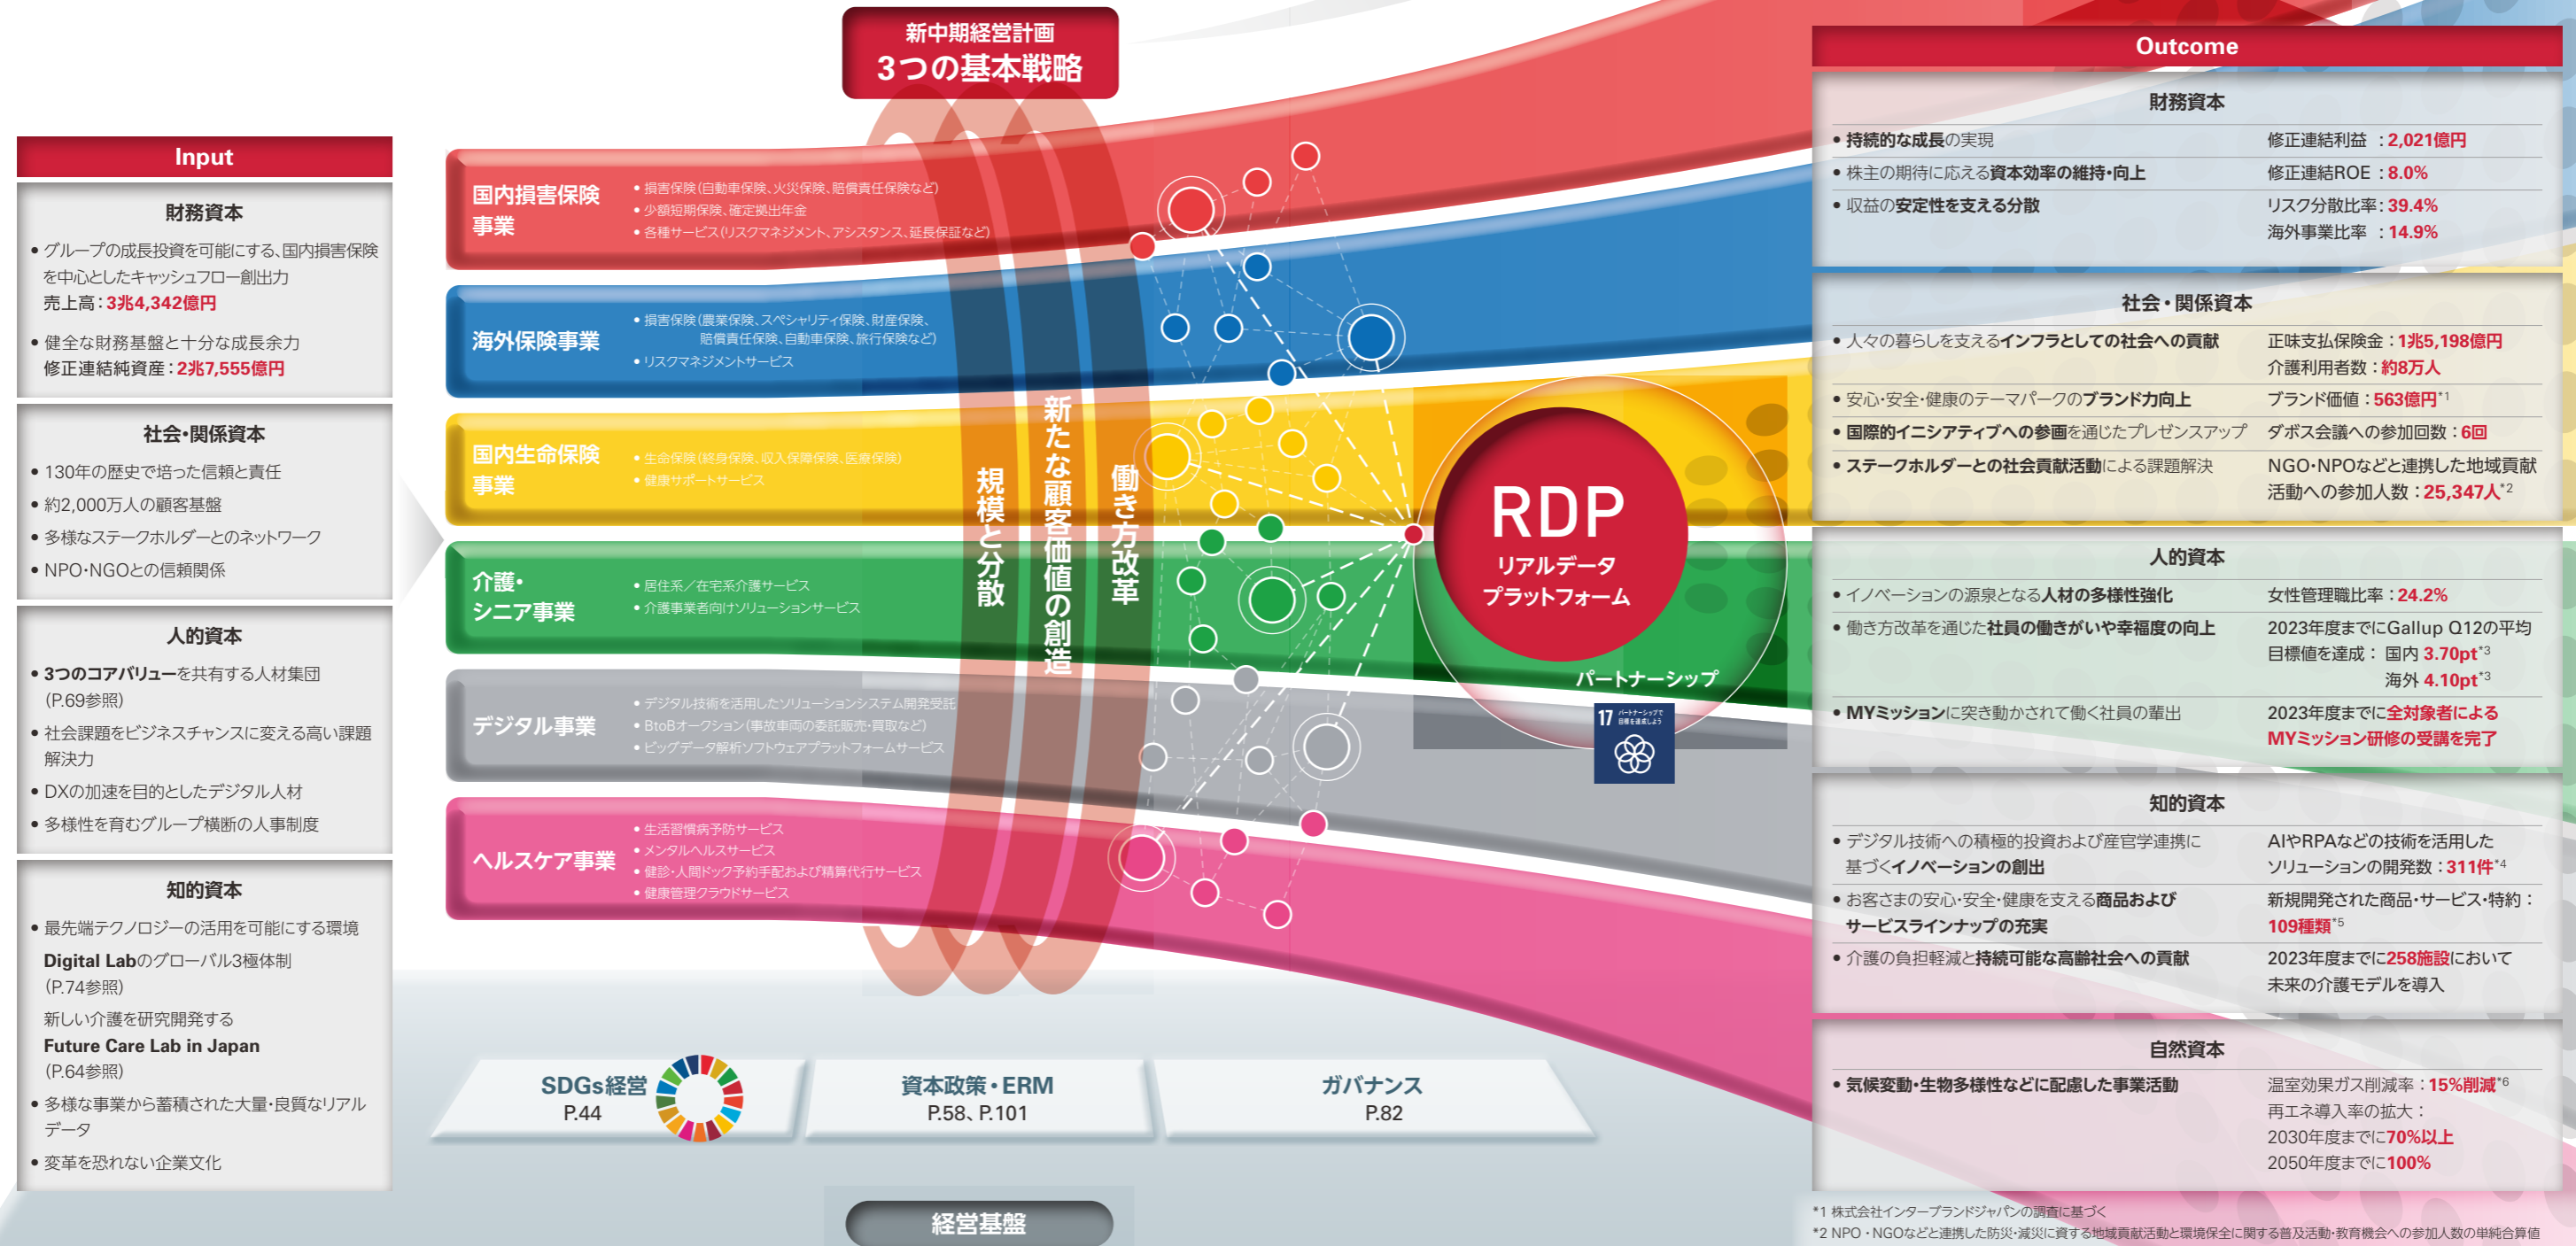 新中期経営計画
3つの基本戦略
Input
財務資本
• グループの成長投資を可能にする、国内損害保険
を中心としたキャッシュフロー創出力
売上高：3兆4,342億円
• 健全な財務基盤と十分な成長余力
修正連結純資産：2兆7,555億円
社会・関係資本
• 130年の歴史で培った信頼と責任
• 約2,000万人の顧客基盤
• 多様なステークホルダーとのネットワーク
• NPO・NGOとの信頼関係
人的資本
• 3つのコアバリューを共有する人材集団
（P.69参照）
• 社会課題をビジネスチャンスに変える高い課題
解決力
• DXの加速を目的としたデジタル人材
• 多様性を育むグループ横断の人事制度
知的資本
• 最先端テクノロジーの活用を可能にする環境
Digital Labのグローバル3極体制
（P.74参照）
新しい介護を研究開発する
Future Care Lab in Japan
（P.64参照）
• 多様な事業から蓄積された大量・良質なリアル
データ
• 変革を恐れない企業文化
国内損害保険
事業
• 損害保険（自動車保険、火災保険、賠償責任保険など）
• 少額短期保険、確定拠出年金
• 各種サービス（リスクマネジメント、アシスタンス、延長保証など）
海外保険事業
• 損害保険（農業保険、スペシャリティ保険、財産保険、
賠償責任保険、自動車保険、旅行保険など）
• リスクマネジメントサービス
国内生命保険
事業
• 生命保険（終身保険、収入保障保険、医療保険）
• 健康サポートサービス
介護・
シニア事業
• 居住系／在宅系介護サービス
• 介護事業者向けソリューションサービス
デジタル事業
• デジタル技術を活用したソリューションシステム開発受託
• BtoBオークション（事故車両の委託販売・買取など）
• ビッグデータ解析ソフトウェアプラットフォームサービス
ヘルスケア事業
• 生活習慣病予防サービス
• メンタルヘルスサービス
• 健診・人間ドック予約手配および精算代行サービス
• 健康管理クラウドサービス
規模と分散
新たな顧客価値の創造
働き方改革
RDP
リアルデータ
プラットフォーム
パートナーシップ
17 パートナーシップで
目標を達成しよう
SDGs経営
P.44
資本政策・ERM
P.58、P.101
ガバナンス
P.82
経営基盤
Outcome
財務資本
• 持続的な成長の実現 修正連結利益 ：2,021億円
• 株主の期待に応える資本効率の維持・向上 修正連結ROE：8.0%
• 収益の安定性を支える分散 リスク分散比率：39.4%
海外事業比率 ：14.9%
社会・関係資本
• 人々の暮らしを支えるインフラとしての社会への貢献 正味支払保険金：1兆5,198億円
介護利用者数：約8万人
• 安心・安全・健康のテーマパークのブランド力向上 ブランド価値：563億円*1
• 国際的イニシアティブへの参画を通じたプレゼンスアップ ダボス会議への参加回数：6回
• ステークホルダーとの社会貢献活動による課題解決 NGO・NPOなどと連携した地域貢献
活動への参加人数：25,347人*2
人的資本
• イノベーションの源泉となる人材の多様性強化 女性管理職比率：24.2%
• 働き方改革を通じた社員の働きがいや幸福度の向上 2023年度までにGallup Q12の平均
目標値を達成： 国内 3.70pt*3
海外 4.10pt*3
• MYミッションに突き動かされて働く社員の輩出 2023年度までに全対象者による
MYミッション研修の受講を完了
知的資本
• デジタル技術への積極的投資および産官学連携に AIやRPAなどの技術を活用した
基づくイノベーションの創出 ソリューションの開発数：311件*4
• お客さまの安心・安全・健康を支える商品および 新規開発された商品・サービス・特約：
サービスラインナップの充実 109種類*5
• 介護の負担軽減と持続可能な高齢社会への貢献 2023年度までに258施設において
未来の介護モデルを導入
自然資本
• 気候変動・生物多様性などに配慮した事業活動 温室効果ガス削減率：15%削減*6
再エネ導入率の拡大：
2030年度までに70%以上
2050年度までに100%
*1 株式会社インターブランドジャパンの調査に基づく
*2 NPO・NGOなどと連携した防災・減災に資する地域貢献活動と環境保全に関する普及活動・教育機会への参加人数の単純合算値